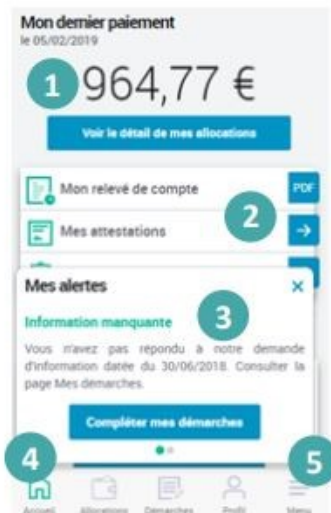 Mon dernier paiement
le 05/02/2019
1
964,77 €
Voir le détail de mes allocations
Mon relevé de compte
PDF
2
Mes attestations
Mes alertes
Information manquante
3
Vous n'avez pas répondu à notre demande
d'information datée du 30/06/2018. Consulter la
page Mes démarches.
Compléter mes démarches
4
5
Accueil Allocations Démarches Profil Menu